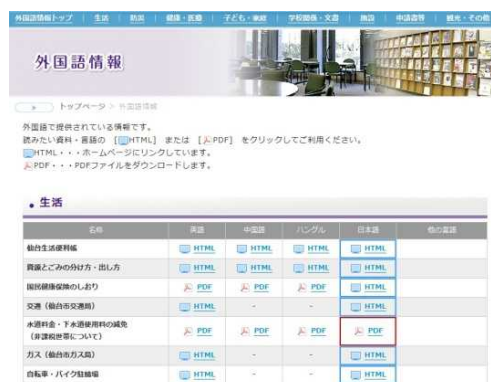 外国語情報トップ | 生活 | 防災 | 健康・医療 | 子ども・家庭 | 学校関係・文書 | 施設 | 申請書等 | 観光・その他
外国語情報
トップページ > 外国語情報
外国語で提供されている情報です。
読みたい資料・言語の [HTML] または [PDF] をクリックしてご利用ください。
HTML・・・ホームページにリンクしています。
PDF・・・PDFファイルをダウンロードします。
生活
名称 英語 中国語 ハングル 日本語 他の言語
仙台生活便利帳 HTML HTML HTML HTML
資源とごみの分け方・出し方 HTML HTML HTML HTML
国民健康保険のしおり PDF PDF PDF HTML
交通（仙台市交通局） HTML - - HTML
水道料金・下水道使用料の減免
（非課税世帯について） PDF PDF PDF PDF
ガス（仙台市ガス局） HTML - - HTML
自転車・バイク駐輪場 HTML - - HTML